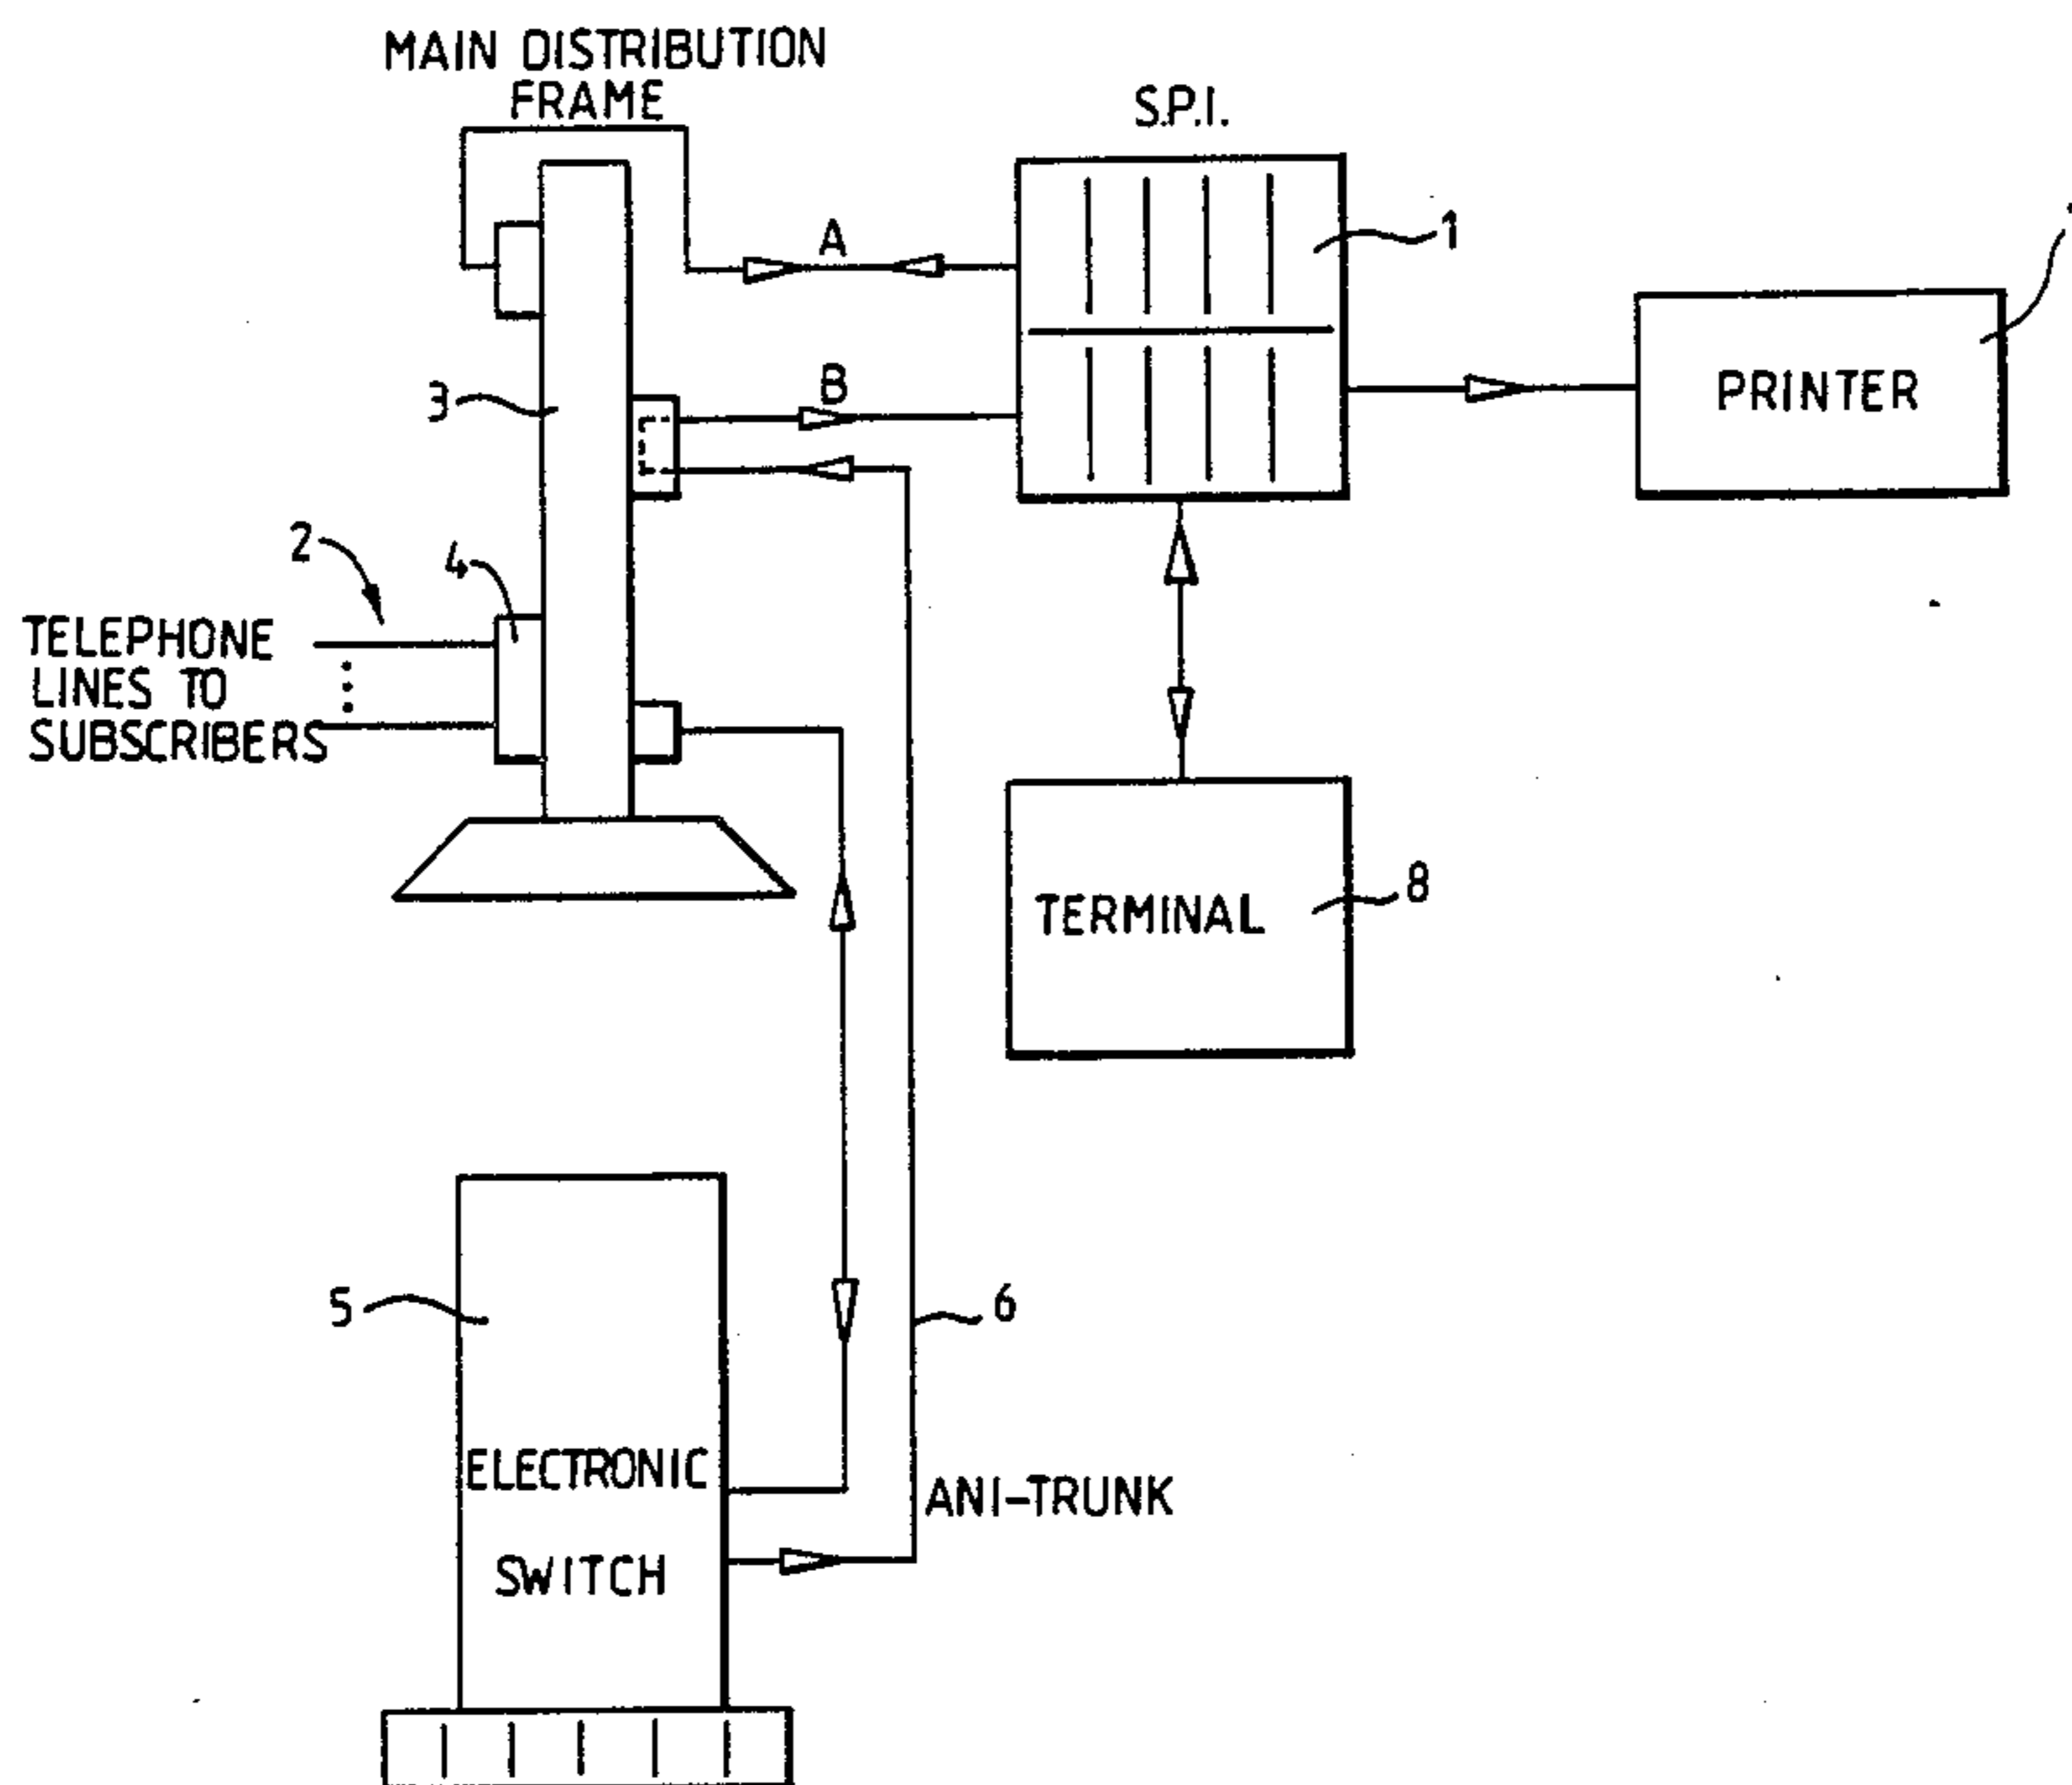 MAIN DISTRIBUTION
FRAME
S.P.I.
A
1
B
3
PRINTER
2
4
TELEPHONE
LINES TO
SUBSCRIBERS
8
TERMINAL
5
6
ELECTRONIC
SWITCH
ANI-TRUNK